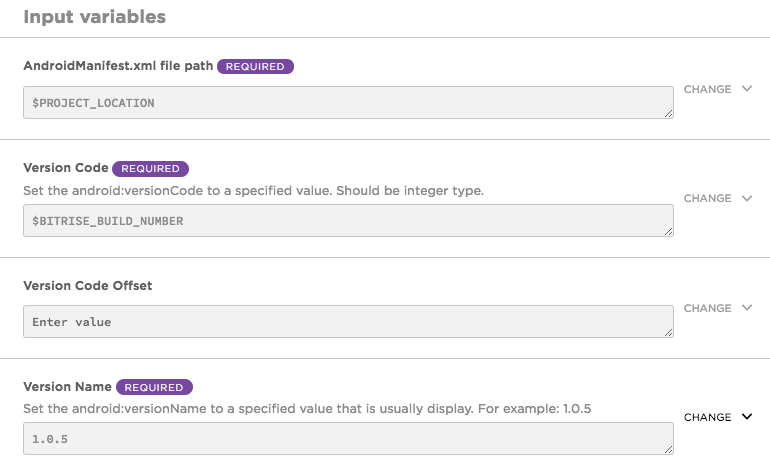 Input variables
AndroidManifest.xml file path REQUIRED
$PROJECT_LOCATION
CHANGE
Version Code REQUIRED
Set the android:versionCode to a specified value. Should be integer type.
$BITRISE_BUILD_NUMBER
CHANGE
Version Code Offset
Enter value
CHANGE
Version Name REQUIRED
Set the android:versionName to a specified value that is usually display. For example: 1.0.5
1.0.5
CHANGE